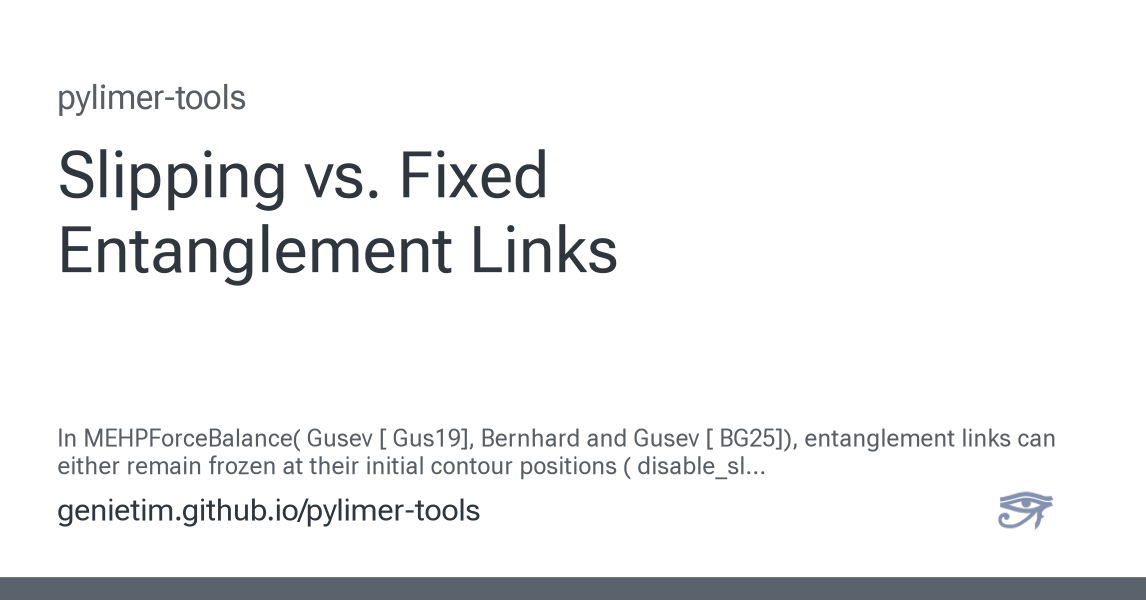 pylimer-tools
Slipping vs. Fixed
Entanglement Links
In MEHPForceBalance( Gusev [ Gus19], Bernhard and Gusev [ BG25]), entanglement links can
either remain frozen at their initial contour positions ( disable_sl...
genietim.github.io/pylimer-tools